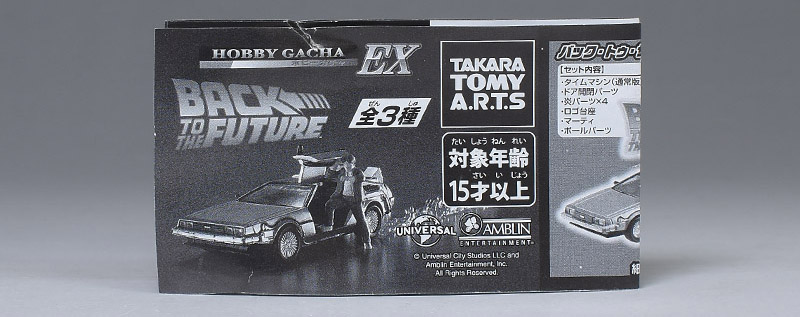 HOBBY GACHA EX
ホビーガチャ
BACK
TO THE FUTURE
ぜん しゅ
全3種
TAKARA
TOMY
A.R.T.S
たいしょうねんれい
対象年齢
さいいじょう
15才以上
UNIVERSAL
AMBLIN
ENTERTAINMENT
© Universal City Studios LLC and
Amblin Entertainment, Inc.
All Rights Reserved.
バック・トゥ・
【セット内容】
・タイムマシン(通常版
・ドア開閉パーツ
・炎パーツ×4
・ロゴ台座
・マーティ
・ボールパーツ